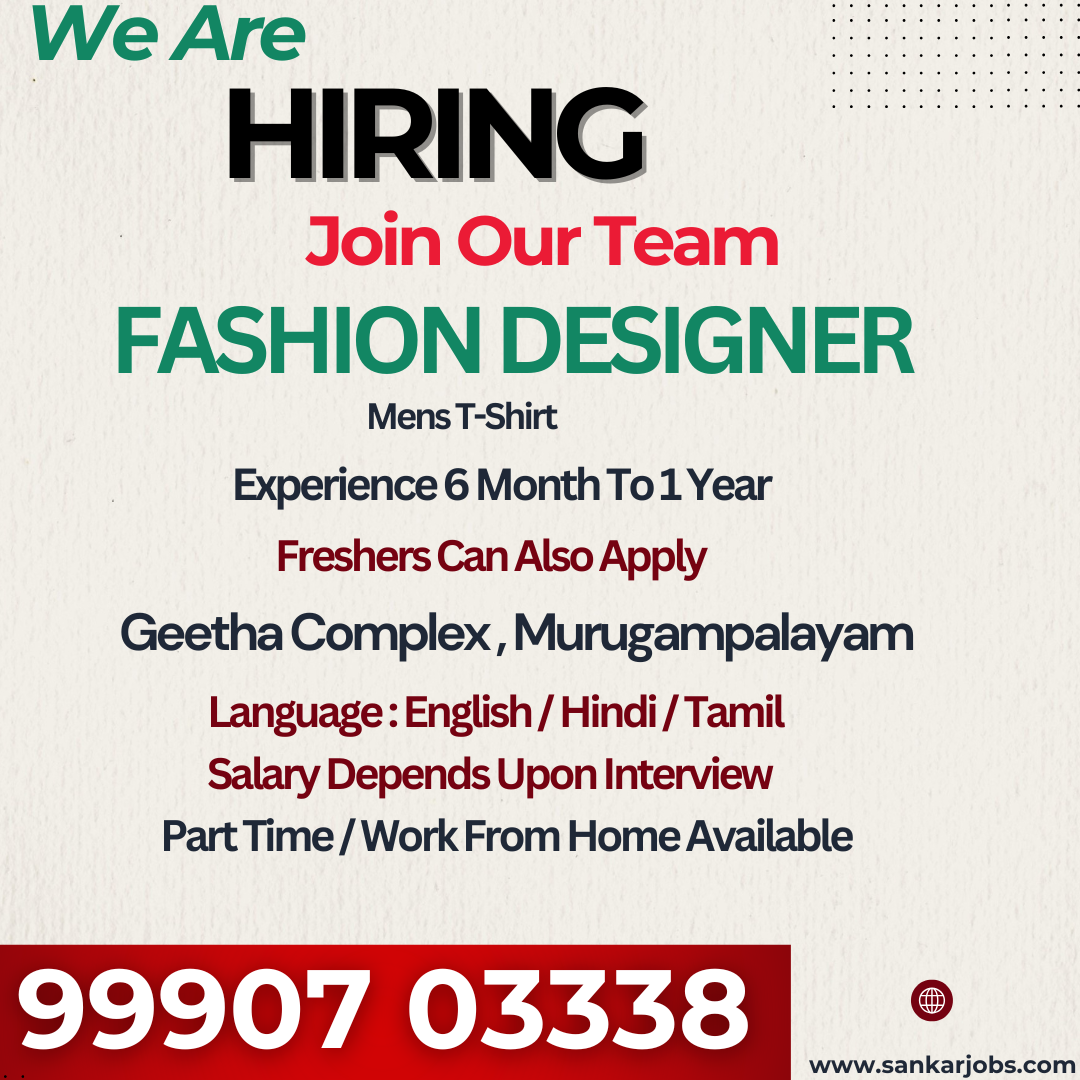 We Are
HIRING
Join Our Team
FASHION DESIGNER
Mens T-Shirt
Experience 6 Month To 1 Year
Freshers Can Also Apply
Geetha Complex , Murugampalayam
Language : English / Hindi / Tamil
Salary Depends Upon Interview
Part Time / Work From Home Available
99907 03338
www.sankarjobs.com